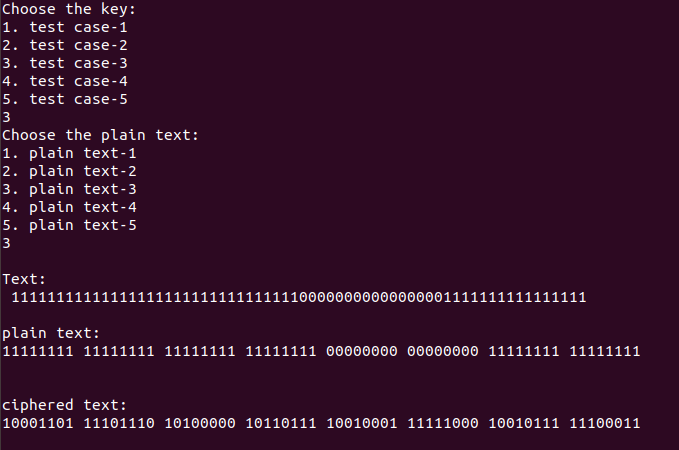 Choose the key:
1. test case-1
2. test case-2
3. test case-3
4. test case-4
5. test case-5
3
Choose the plain text:
1. plain text-1
2. plain text-2
3. plain text-3
4. plain text-4
5. plain text-5
3
Text:
1111111111111111111111111111111100000000000000001111111111111111
plain text:
11111111 11111111 11111111 11111111 00000000 00000000 11111111 11111111
ciphered text:
10001101 11101110 10100000 10110111 10010001 11111000 10010111 11100011